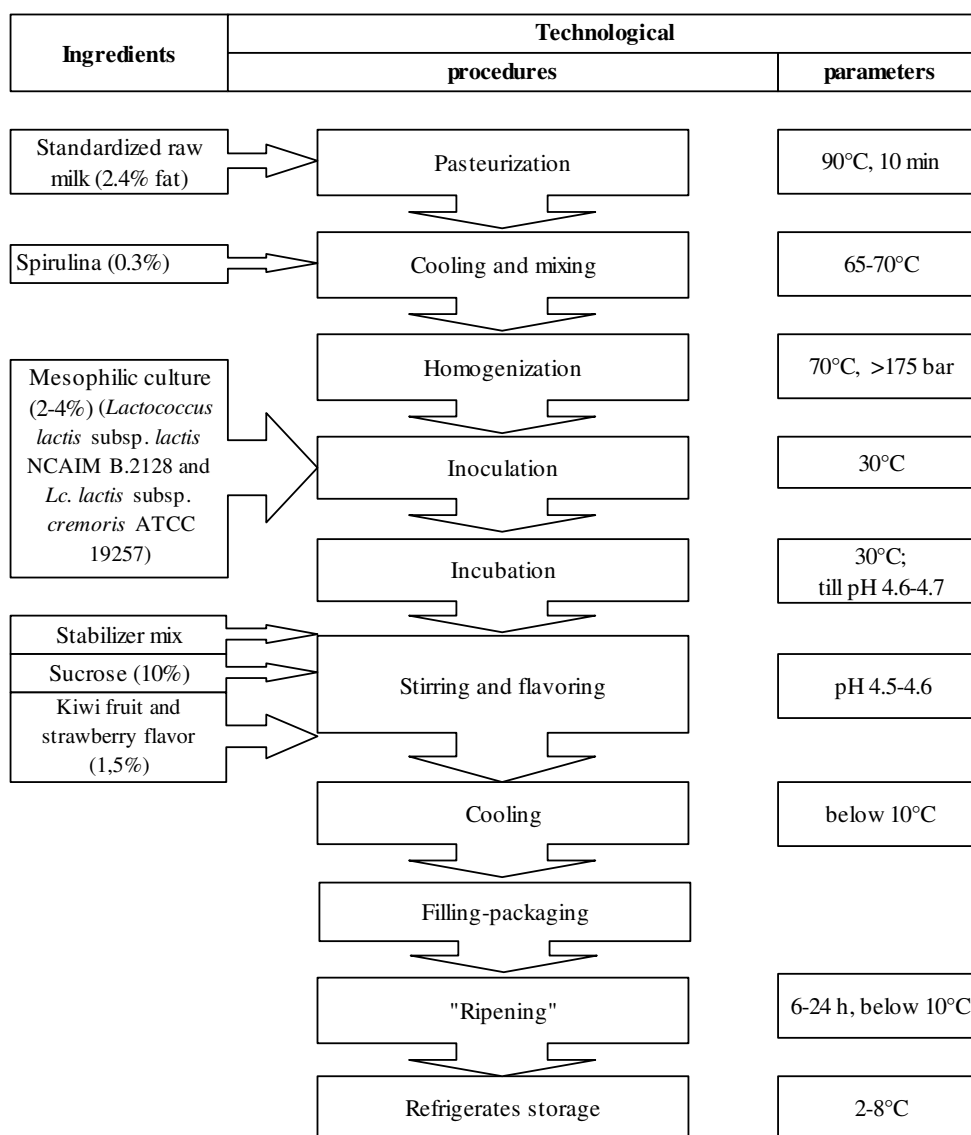 Ingredients
Technological
procedures
parameters
Standardized raw
milk (2.4% fat)
Pasteurization
90°C, 10 min
Spirulina (0.3%)
Cooling and mixing
65-70°C
Homogenization
70°C, >175 bar
Mesophilic culture
(2-4%) (Lactococcus
lactis subsp. lactis
NCAIM B.2128 and
Lc. lactis subsp.
cremoris ATCC
19257)
Inoculation
30°C
Incubation
30°C;
till pH 4.6-4.7
Stabilizer mix
Sucrose (10%)
Kiwi fruit and
strawberry flavor
(1,5%)
Stirring and flavoring
pH 4.5-4.6
Cooling
below 10°C
Filling-packaging
"Ripening"
6-24 h, below 10°C
Refrigerates storage
2-8°C